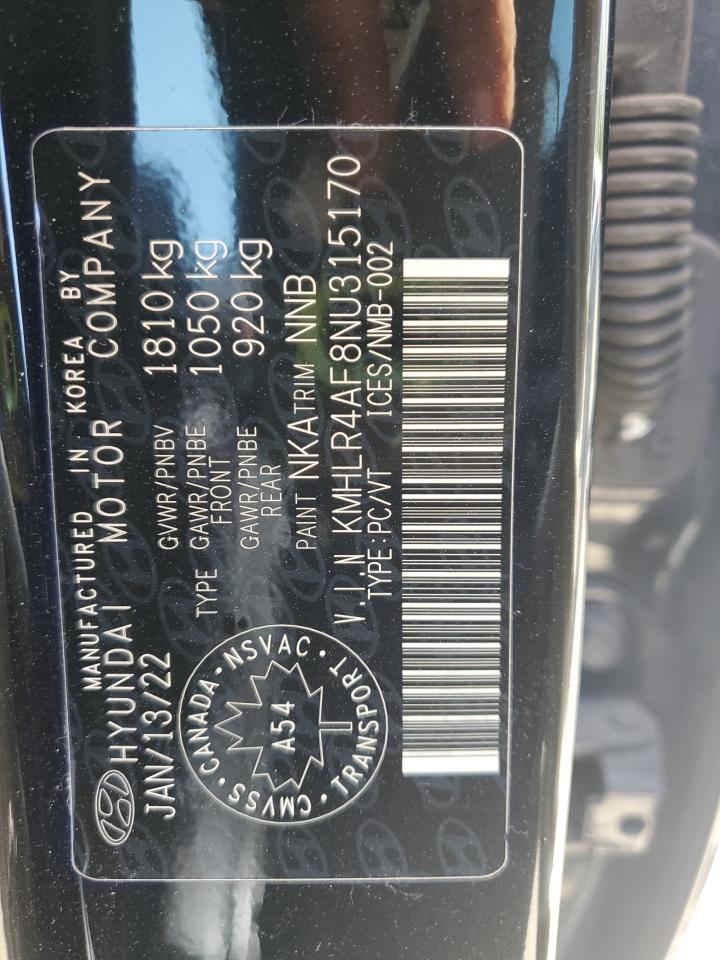 MANUFACTURED IN KOREA BY
HYUNDAI MOTOR COMPANY
JAN/13/22
GVWR/PNBV 1810 kg
TYPE GAWR/PNBE FRONT 1050 kg
GAWR/PNBE REAR 920 kg
CMVSS • CANADA • NSVAC • TRANSPORT •
A54
PAINT NKA TRIM NNB
V.I.N KMHLR4AF8NU315170
TYPE:PC/VT ICES/NMB-002